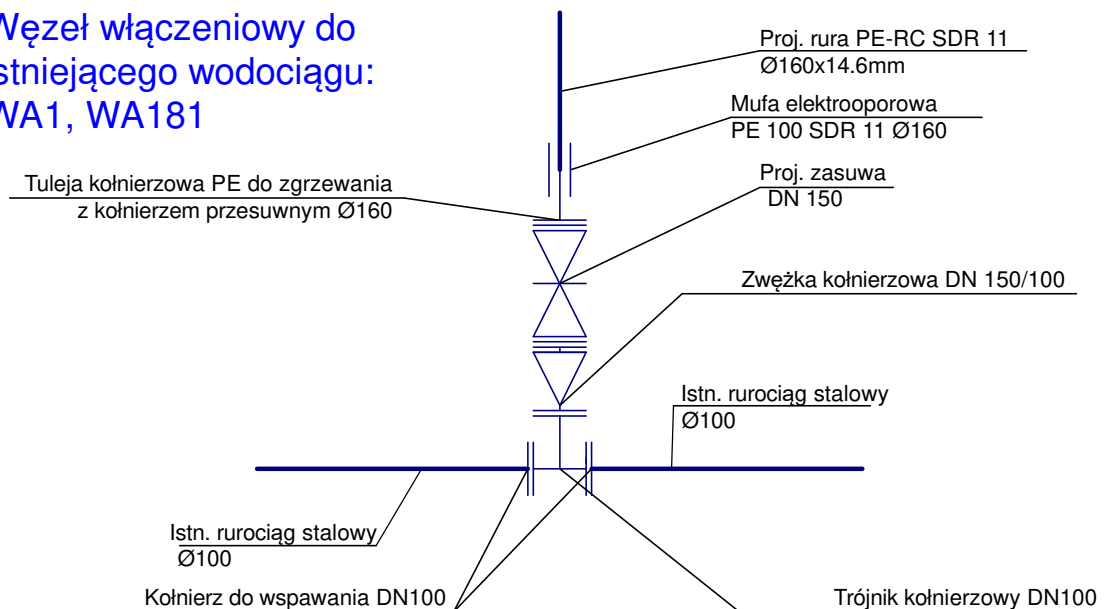 Węzeł włączeniowy do
stniejącego wodociągu:
WA1, WA181
Proj. rura PE-RC SDR 11
Ø160x14.6mm
Mufa elektrooporowa
PE 100 SDR 11 Ø160
Tuleja kołnierzowa PE do zgrzewania
z kołnierzem przesuwnym Ø160
Proj. zasuwa
DN 150
Zwężka kołnierzowa DN 150/100
Istn. rurociąg stalowy
Ø100
Istn. rurociąg stalowy
Ø100
Kołnierz do wspawania DN100
Trójnik kołnierzowy DN100